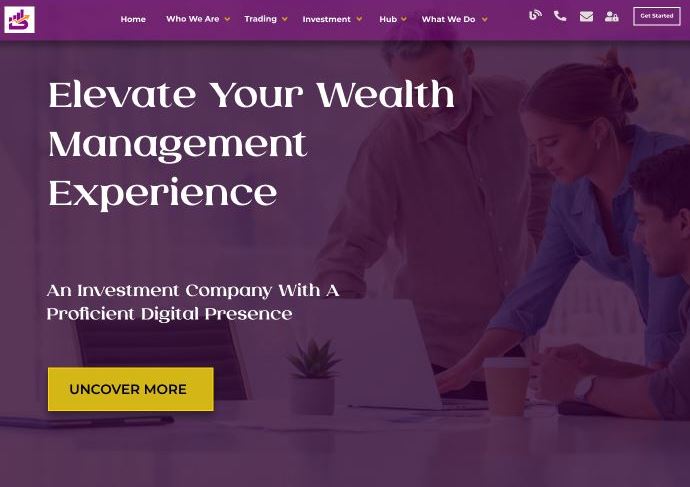 Home Who We Are Trading Investment Hub What We Do Get Started
Elevate Your Wealth
Management
Experience
An Investment Company With A
Proficient Digital Presence
UNCOVER MORE